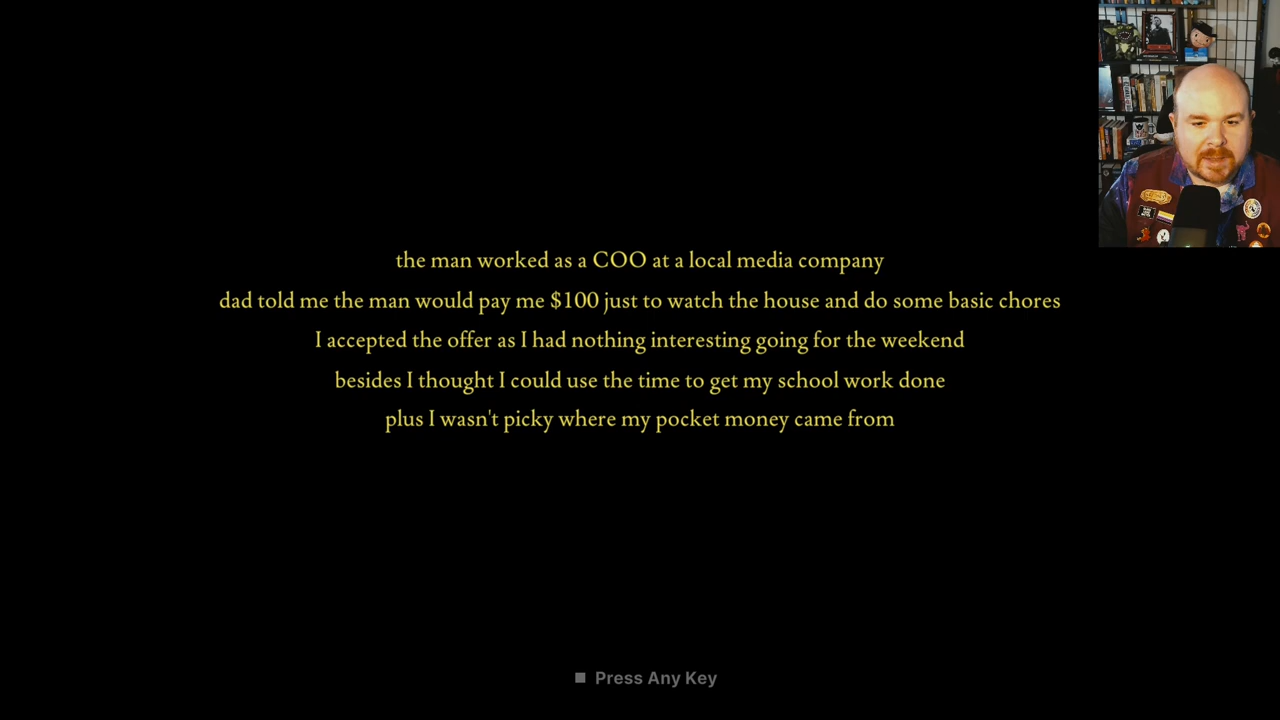 the man worked as a COO at a local media company
dad told me the man would pay me $100 just to watch the house and do some basic chores
I accepted the offer as I had nothing interesting going for the weekend
besides I thought I could use the time to get my school work done
plus I wasn't picky where my pocket money came from
Press Any Key